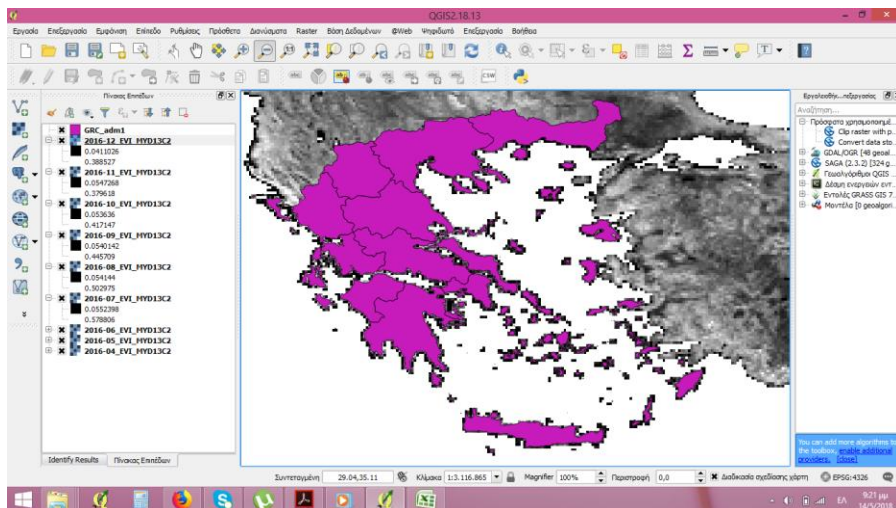 QGIS2.18.13
Εργασία Επεξεργασία Εμφάνιση Επίπεδο Ρυθμίσεις Πρόσθετα Διανύσματα Raster Βάση Δεδομένων @Web Ψηφιδωτό Επεξεργασία Βοήθεια
Πίνακας Επιπέδων
GRC_adm1
2016-12_EVI_MYD13C2
0.0411026
0.388527
2016-11_EVI_MYD13C2
0.0547268
0.379618
2016-10_EVI_MYD13C2
0.053636
0.417147
2016-09_EVI_MYD13C2
0.0540142
0.445709
2016-08_EVI_MYD13C2
0.054144
0.502975
2016-07_EVI_MYD13C2
0.0552398
0.578806
2016-06_EVI_MYD13C2
2016-05_EVI_MYD13C2
2016-04_EVI_MYD13C2
Identify Results Πίνακας Επιπέδων
CSW
Αναζήτηση...
Πρόσφατα χρησιμοποιημέ...
Clip raster with p...
Convert data sto...
GDAL/OGR [48 geoal...
SAGA (2.3.2) [324 g...
Γεωαλγόριθμοι QGIS
Δέσμη ενεργειών εντ...
Εντολές GRASS GIS 7...
Μοντέλα [0 geoalgori...
You can add more algorithms to
the toolbox, enable additional
providers. [close]
Συντεταγμένη 29.04,35.11 Κλίμακα 1:3.116.865 Magnifier 100% Περιστροφή 0,0 Διαδικασία σχεδίασης χάρτη EPSG:4326
ΕΛ 9:21 μμ
14/5/2018